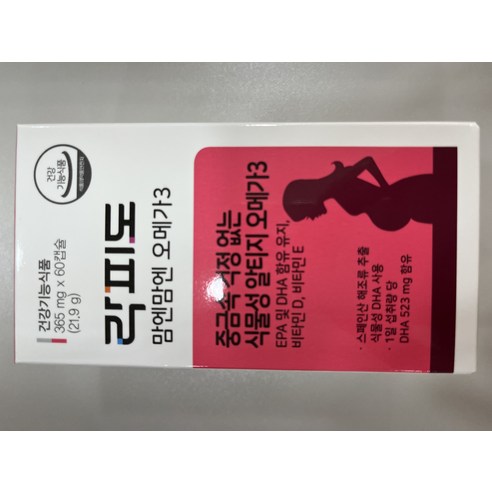 건강기능식품
365 mg x 60캡슐
(21.9 g)
건강
기능식품
락피도
맘엔맘엔 오메가3
중금속 걱정 없는
식물성 알티지 오메가3
EPA 및 DHA 함유 유지,
비타민 D, 비타민 E
· 스페인산 해조류 추출
식물성 DHA 사용
· 1일 섭취량 당
DHA 523 mg 함유